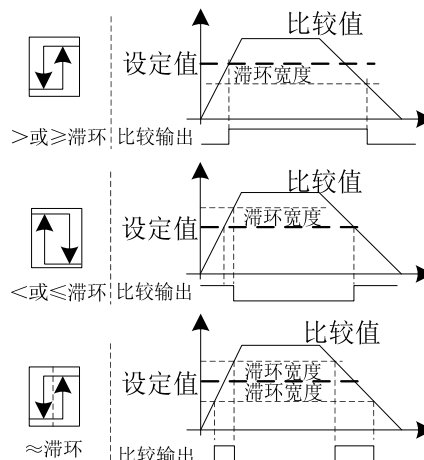 比较值
设定值
滞环宽度
>或≥滞环
比较输出
比较值
滞环宽度
设定值
<或≤滞环
比较输出
比较值
滞环宽度
设定值
滞环宽度
≈滞环
比较输出